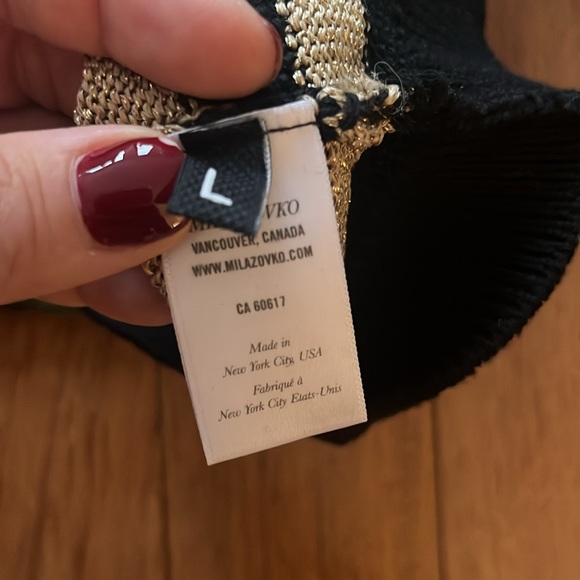 L
VANCOUVER, CANADA
WWW.MILAZOVKO.COM
CA 60617
Made in
New York City, USA
Fabriqué à
New York City Etats-Unis